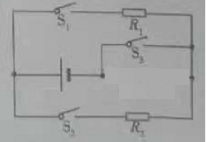 S₁ R₁
S₃
S₂ R₂